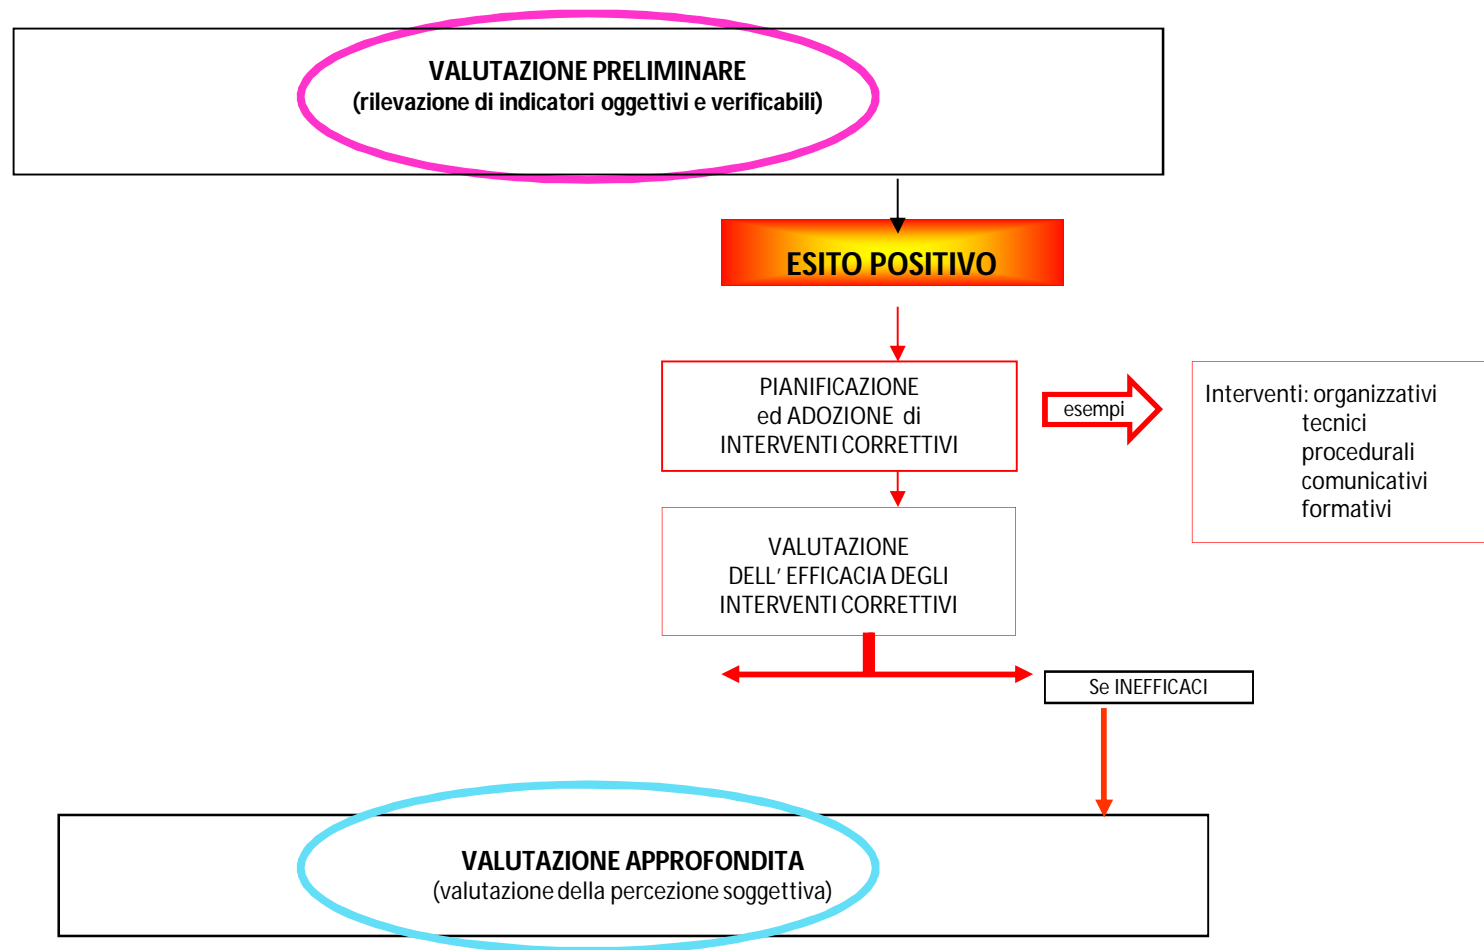 VALUTAZIONE PRELIMINARE
(rilevazione di indicatori oggettivi e verificabili)
ESITO POSITIVO
PIANIFICAZIONE
ed ADOZIONE di
INTERVENTI CORRETTIVI
esempi
Interventi: organizzativi
tecnici
procedurali
comunicativi
formativi
VALUTAZIONE
DELL' EFFICACIA DEGLI
INTERVENTI CORRETTIVI
Se INEFFICACI
VALUTAZIONE APPROFONDITA
(valutazione della percezione soggettiva)